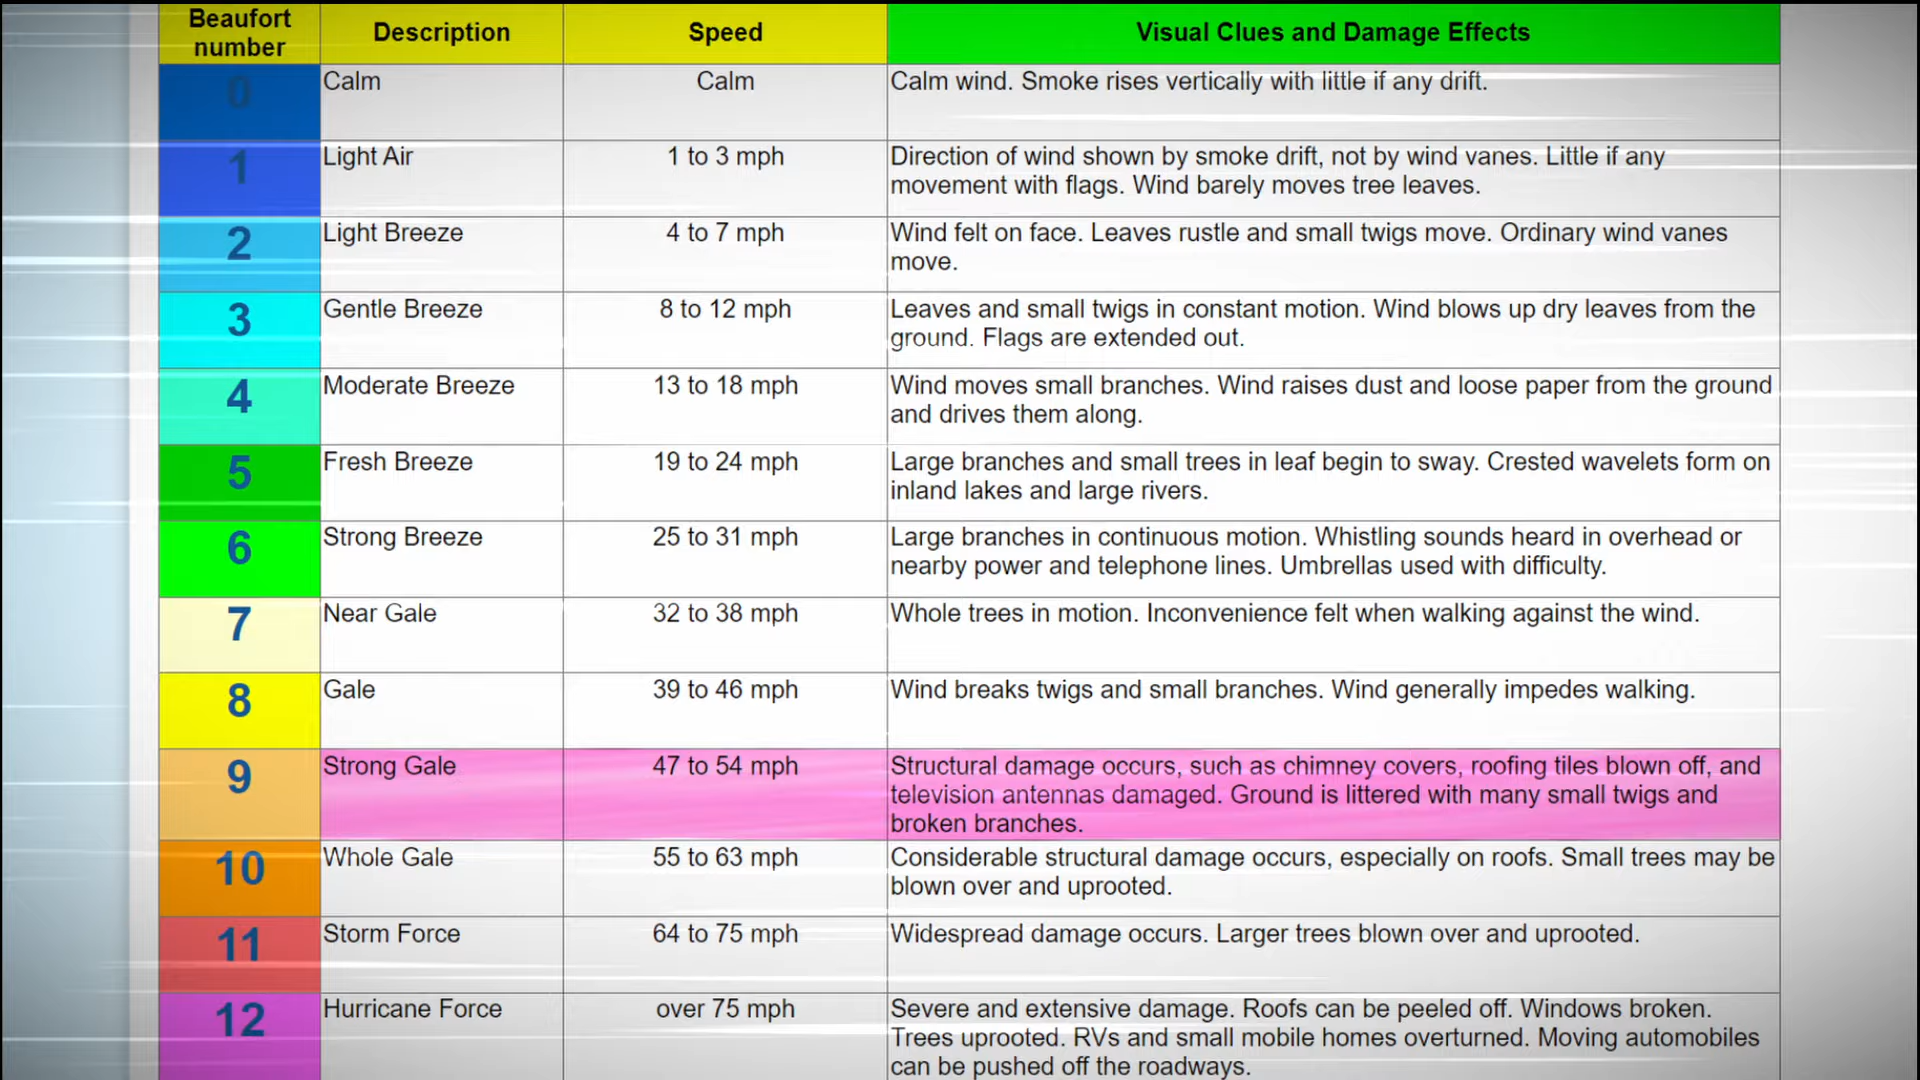 Beaufort number
Description
Speed
Visual Clues and Damage Effects
0
Calm
Calm
Calm wind. Smoke rises vertically with little if any drift.
1
Light Air
1 to 3 mph
Direction of wind shown by smoke drift, not by wind vanes. Little if any
movement with flags. Wind barely moves tree leaves.
2
Light Breeze
4 to 7 mph
Wind felt on face. Leaves rustle and small twigs move. Ordinary wind vanes
move.
3
Gentle Breeze
8 to 12 mph
Leaves and small twigs in constant motion. Wind blows up dry leaves from the
ground. Flags are extended out.
4
Moderate Breeze
13 to 18 mph
Wind moves small branches. Wind raises dust and loose paper from the ground
and drives them along.
5
Fresh Breeze
19 to 24 mph
Large branches and small trees in leaf begin to sway. Crested wavelets form on
inland lakes and large rivers.
6
Strong Breeze
25 to 31 mph
Large branches in continuous motion. Whistling sounds heard in overhead or
nearby power and telephone lines. Umbrellas used with difficulty.
7
Near Gale
32 to 38 mph
Whole trees in motion. Inconvenience felt when walking against the wind.
8
Gale
39 to 46 mph
Wind breaks twigs and small branches. Wind generally impedes walking.
9
Strong Gale
47 to 54 mph
Structural damage occurs, such as chimney covers, roofing tiles blown off, and
television antennas damaged. Ground is littered with many small twigs and
broken branches.
10
Whole Gale
55 to 63 mph
Considerable structural damage occurs, especially on roofs. Small trees may be
blown over and uprooted.
11
Storm Force
64 to 75 mph
Widespread damage occurs. Larger trees blown over and uprooted.
12
Hurricane Force
over 75 mph
Severe and extensive damage. Roofs can be peeled off. Windows broken.
Trees uprooted. RVs and small mobile homes overturned. Moving automobiles
can be pushed off the roadways.